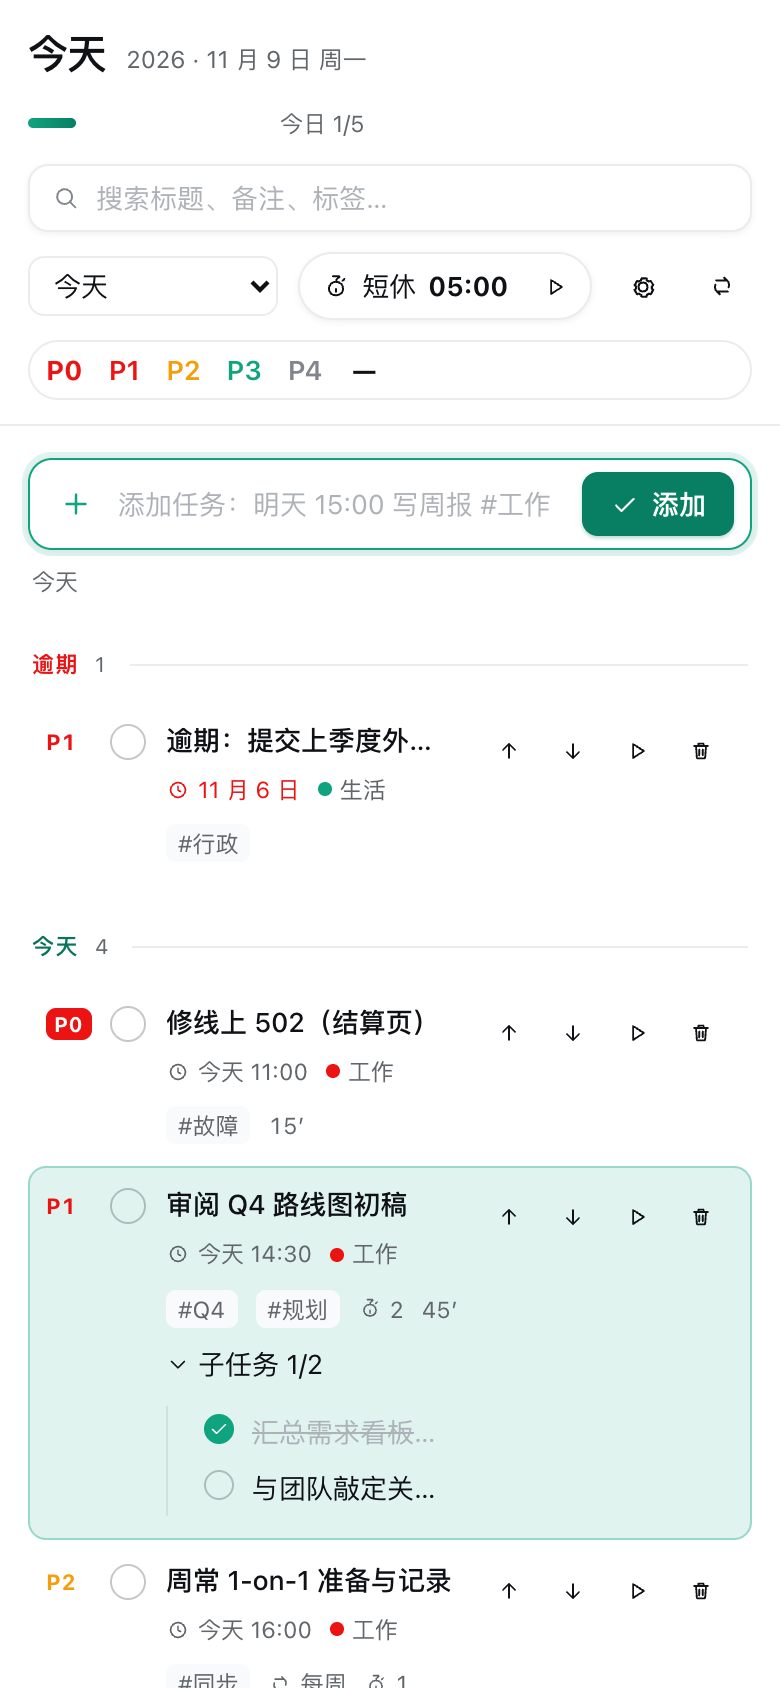 今天 2026 · 11 月 9 日 周一
今日 1/5
搜索标题、备注、标签...
今天 短休 05:00
P0 P1 P2 P3 P4 —
添加任务：明天 15:00 写周报 #工作 添加
今天
逾期 1
P1 逾期：提交上季度外...
11 月 6 日 生活
#行政
今天 4
P0 修线上 502（结算页）
今天 11:00 工作
#故障 15′
P1 审阅 Q4 路线图初稿
今天 14:30 工作
#Q4 #规划 2 45′
子任务 1/2
汇总需求看板...
与团队敲定关...
P2 周常 1-on-1 准备与记录
今天 16:00 工作
#同步 每周 1